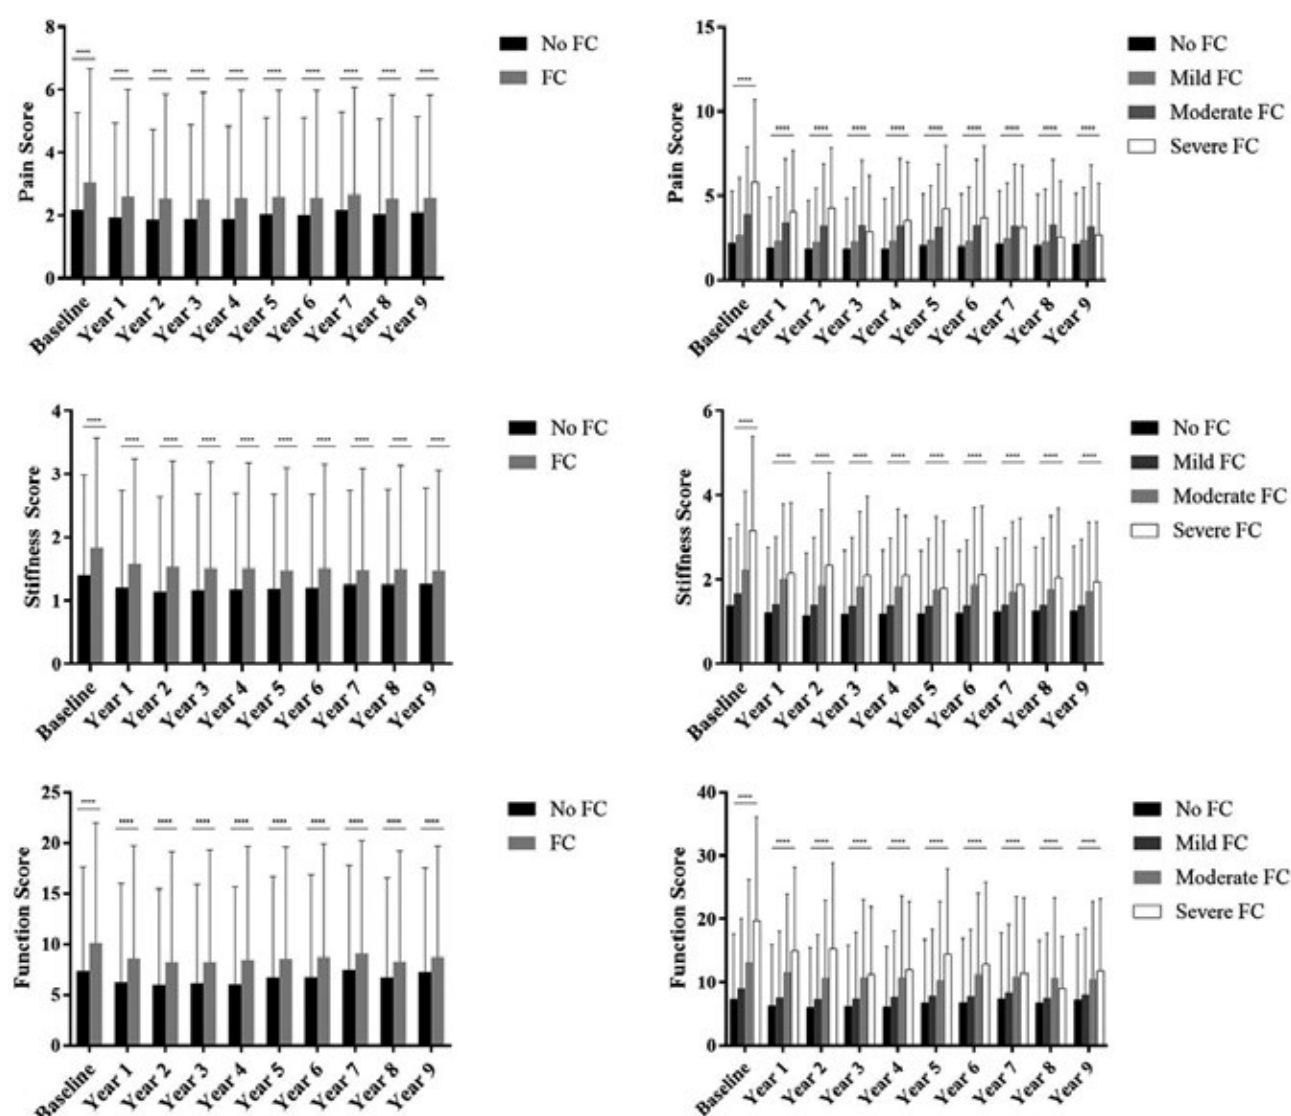 8
6
4
2
0
Pain Score
****
**** **** **** **** **** **** **** **** ****
No FC
FC
Baseline
Year 1
Year 2
Year 3
Year 4
Year 5
Year 6
Year 7
Year 8
Year 9
15
10
5
0
Pain Score
****
**** **** **** **** **** **** **** **** ****
No FC
Mild FC
Moderate FC
Severe FC
Baseline
Year 1
Year 2
Year 3
Year 4
Year 5
Year 6
Year 7
Year 8
Year 9
4
3
2
1
0
Stiffness Score
****
**** **** **** **** **** **** **** **** ****
No FC
FC
Baseline
Year 1
Year 2
Year 3
Year 4
Year 5
Year 6
Year 7
Year 8
Year 9
6
4
2
0
Stiffness Score
****
**** **** **** **** **** **** **** **** ****
No FC
Mild FC
Moderate FC
Severe FC
Baseline
Year 1
Year 2
Year 3
Year 4
Year 5
Year 6
Year 7
Year 8
Year 9
25
20
15
10
5
0
Function Score
****
**** **** **** **** **** **** **** **** ****
No FC
FC
Baseline
Year 1
Year 2
Year 3
Year 4
Year 5
Year 6
Year 7
Year 8
Year 9
40
30
20
10
0
Function Score
****
**** **** **** **** **** **** **** **** ****
No FC
Mild FC
Moderate FC
Severe FC
Baseline
Year 1
Year 2
Year 3
Year 4
Year 5
Year 6
Year 7
Year 8
Year 9